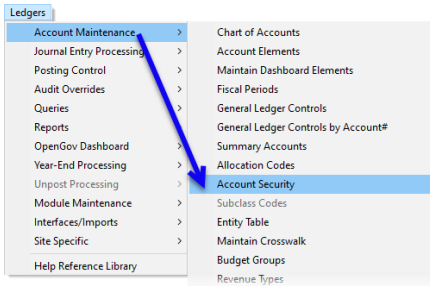 Ledgers
Account Maintenance
Journal Entry Processing
Posting Control
Audit Overrides
Queries
Reports
OpenGov Dashboard
Year-End Processing
Unpost Processing
Module Maintenance
Interfaces/Imports
Site Specific
Help Reference Library
Chart of Accounts
Account Elements
Maintain Dashboard Elements
Fiscal Periods
General Ledger Controls
General Ledger Controls by Account#
Summary Accounts
Allocation Codes
Account Security
Subclass Codes
Entity Table
Maintain Crosswalk
Budget Groups
Revenue Types